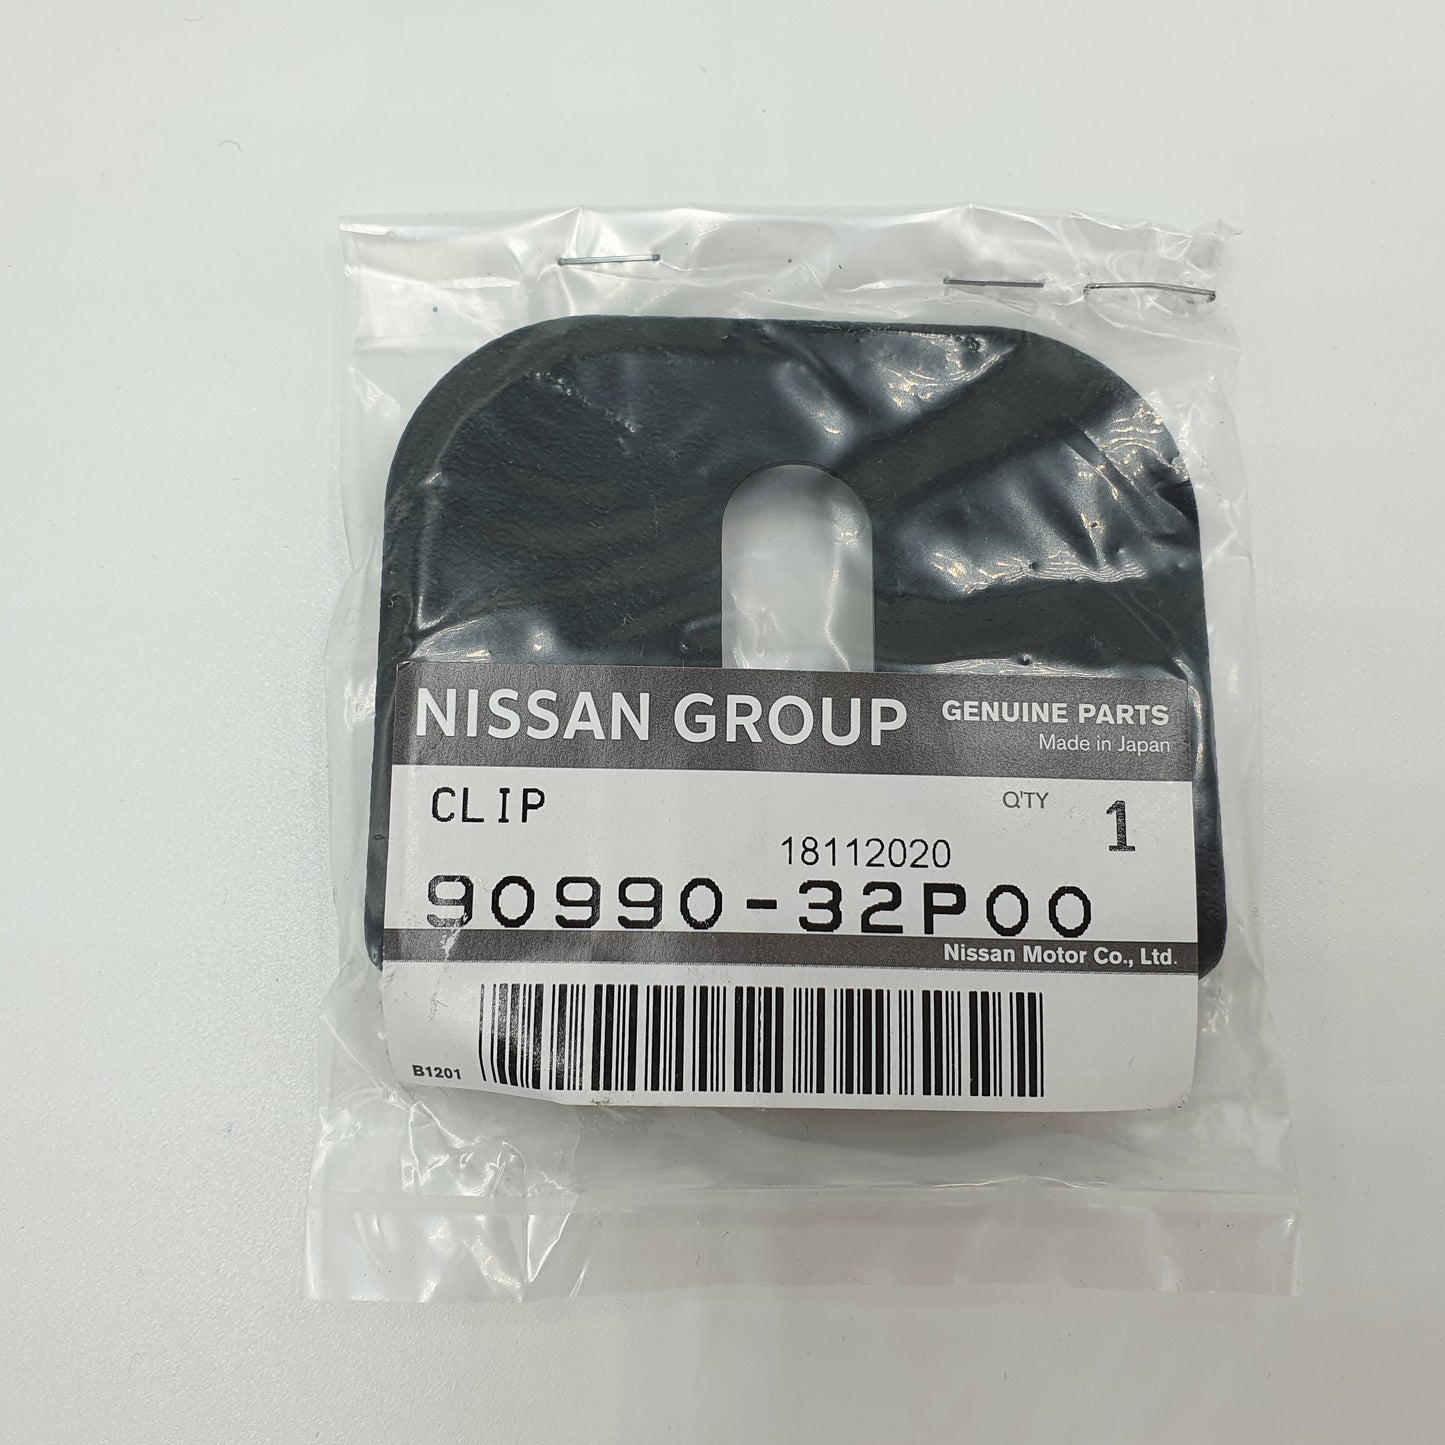 NISSAN GROUP GENUINE PARTS
Made in Japan
CLIP Q'TY 1
18112020
90990-32P00
Nissan Motor Co., Ltd.
B1201